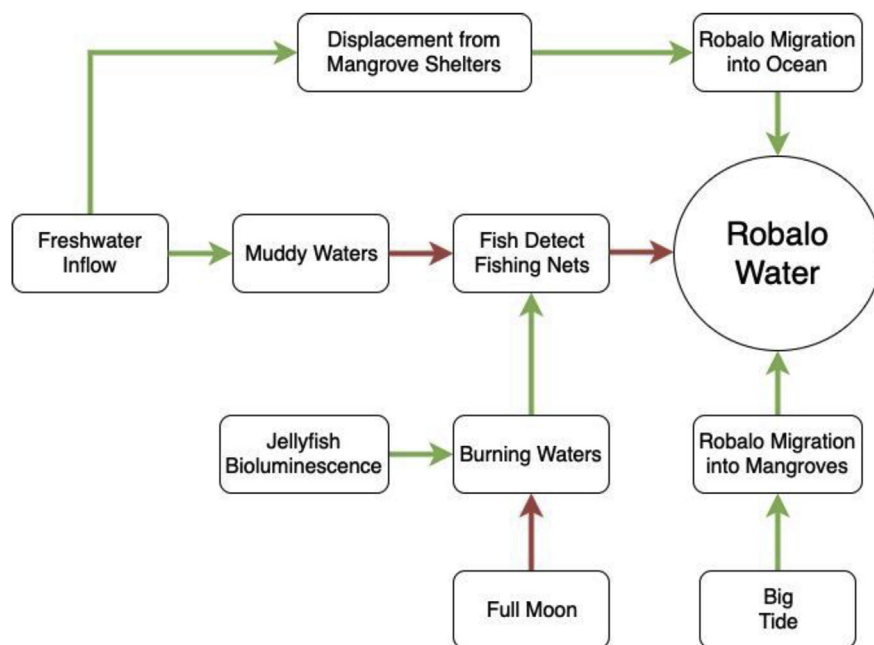 Displacement from
Mangrove Shelters
Robalo Migration
into Ocean
Freshwater
Inflow
Muddy Waters
Fish Detect
Fishing Nets
Robalo
Water
Jellyfish
Bioluminescence
Burning Waters
Robalo Migration
into Mangroves
Full Moon
Big
Tide